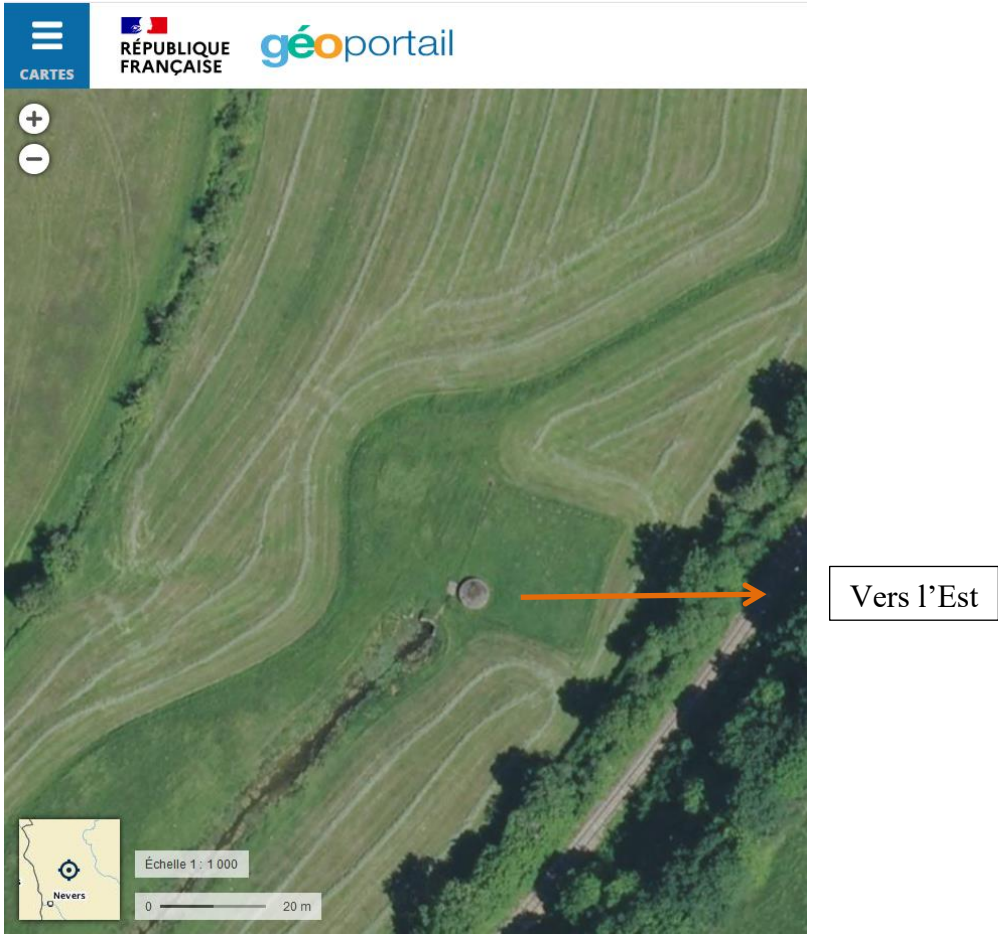 CARTES
RÉPUBLIQUE
FRANÇAISE
géoportail
Vers l’Est
Nevers
Échelle 1 : 1 000
0 20 m